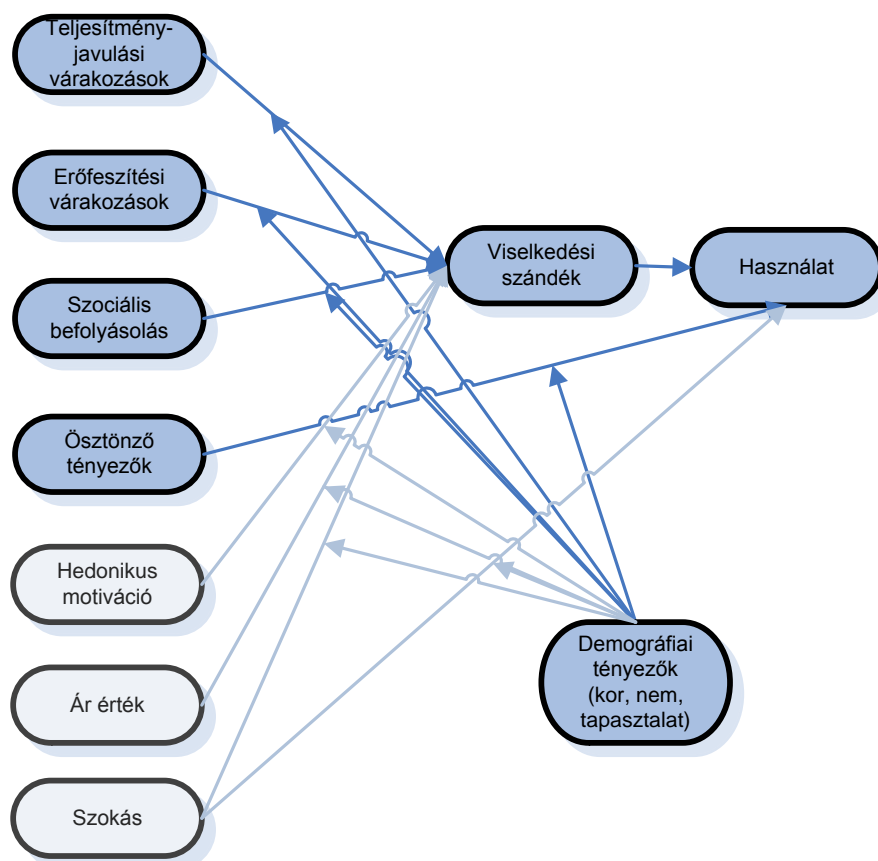 Teljesítmény-
javulási
várakozások
Erőfeszítési
várakozások
Viselkedési
szándék
Használat
Szociális
befolyásolás
Ösztönző
tényezők
Hedonikus
motiváció
Demográfiai
tényezők
(kor, nem,
tapasztalat)
Ár érték
Szokás